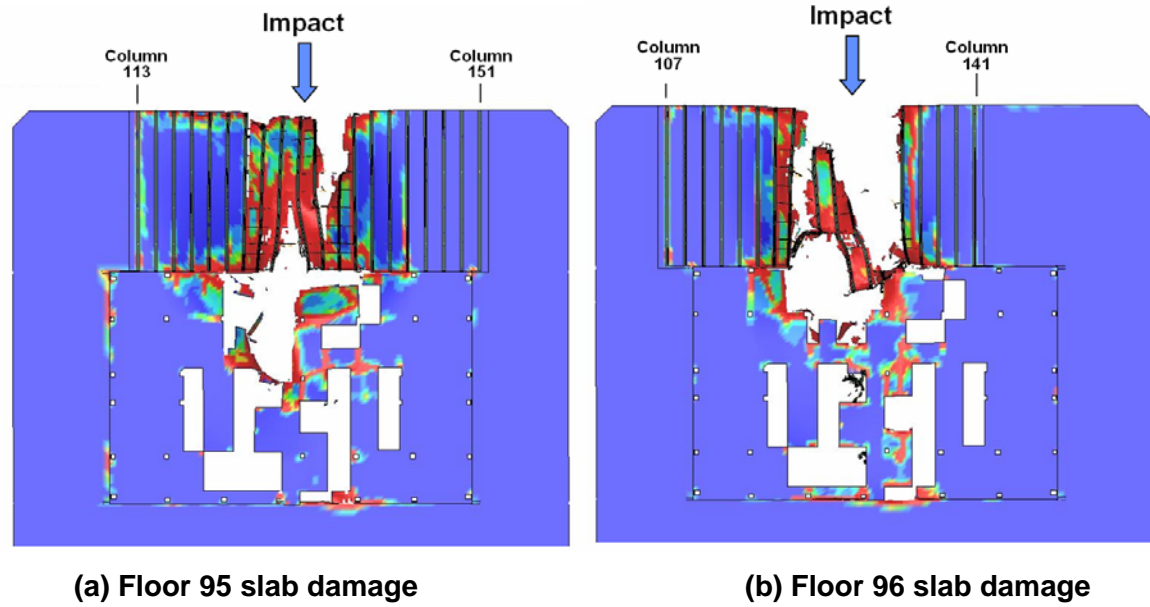 Impact
Column
113
Column
151
Impact
Column
107
Column
141
(a) Floor 95 slab damage
(b) Floor 96 slab damage